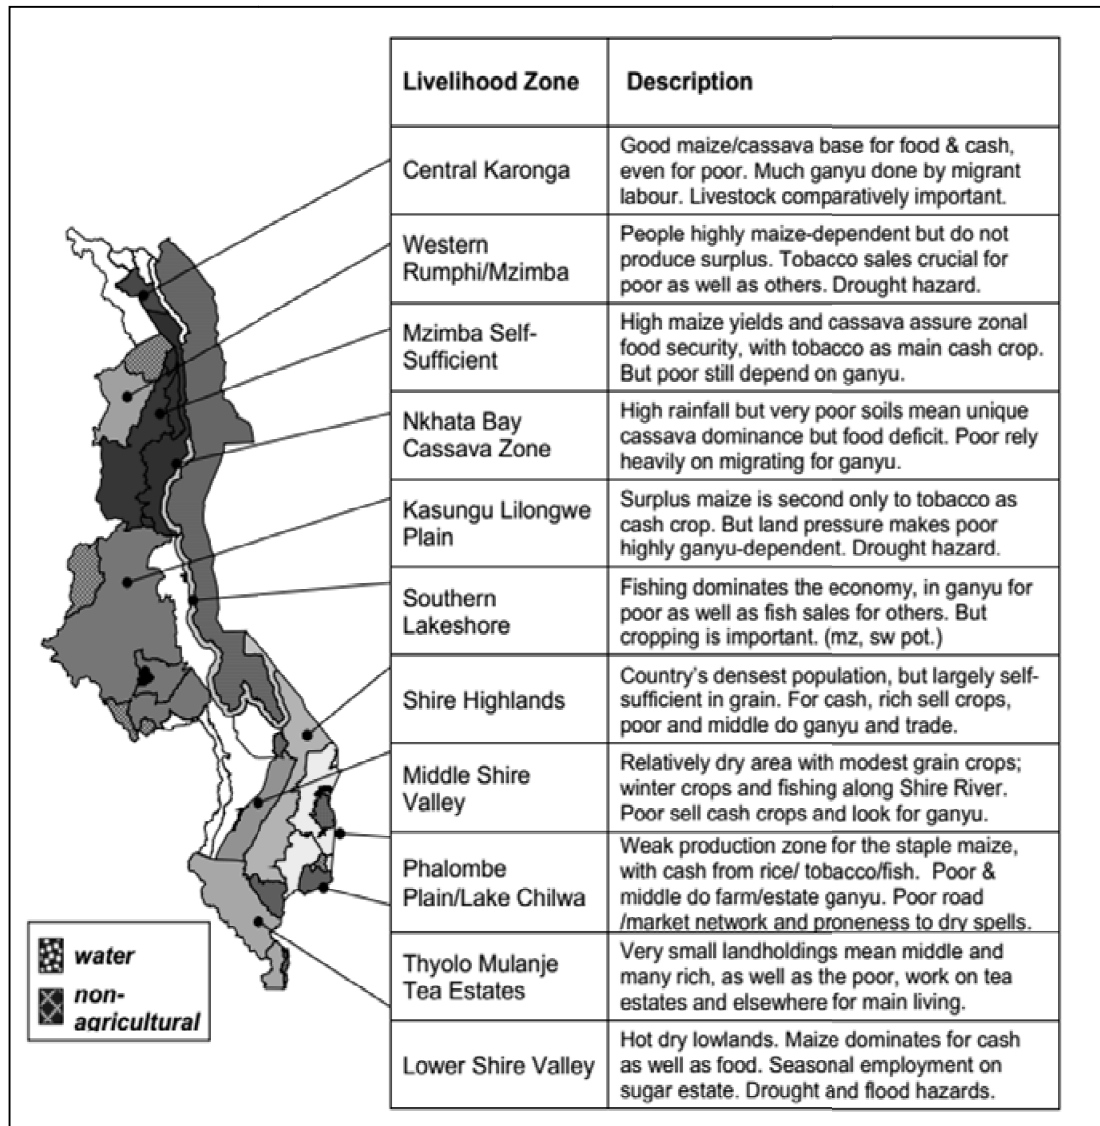 Livelihood Zone
Description
Central Karonga
Good maize/cassava base for food & cash,
even for poor. Much ganyu done by migrant
labour. Livestock comparatively important.
Western
Rumphi/Mzimba
People highly maize-dependent but do not
produce surplus. Tobacco sales crucial for
poor as well as others. Drought hazard.
Mzimba Self-
Sufficient
High maize yields and cassava assure zonal
food security, with tobacco as main cash crop.
But poor still depend on ganyu.
Nkhata Bay
Cassava Zone
High rainfall but very poor soils mean unique
cassava dominance but food deficit. Poor rely
heavily on migrating for ganyu.
Kasungu Lilongwe
Plain
Surplus maize is second only to tobacco as
cash crop. But land pressure makes poor
highly ganyu-dependent. Drought hazard.
Southern
Lakeshore
Fishing dominates the economy, in ganyu for
poor as well as fish sales for others. But
cropping is important. (mz, sw pot.)
Shire Highlands
Country's densest population, but largely self-
sufficient in grain. For cash, rich sell crops,
poor and middle do ganyu and trade.
Middle Shire
Valley
Relatively dry area with modest grain crops;
winter crops and fishing along Shire River.
Poor sell cash crops and look for ganyu.
Phalombe
Plain/Lake Chilwa
Weak production zone for the staple maize,
with cash from rice/ tobacco/fish. Poor &
middle do farm/estate ganyu. Poor road
/market network and proneness to dry spells.
Thyolo Mulanje
Tea Estates
Very small landholdings mean middle and
many rich, as well as the poor, work on tea
estates and elsewhere for main living.
Lower Shire Valley
Hot dry lowlands. Maize dominates for cash
as well as food. Seasonal employment on
sugar estate. Drought and flood hazards.
water
non-
agricultural